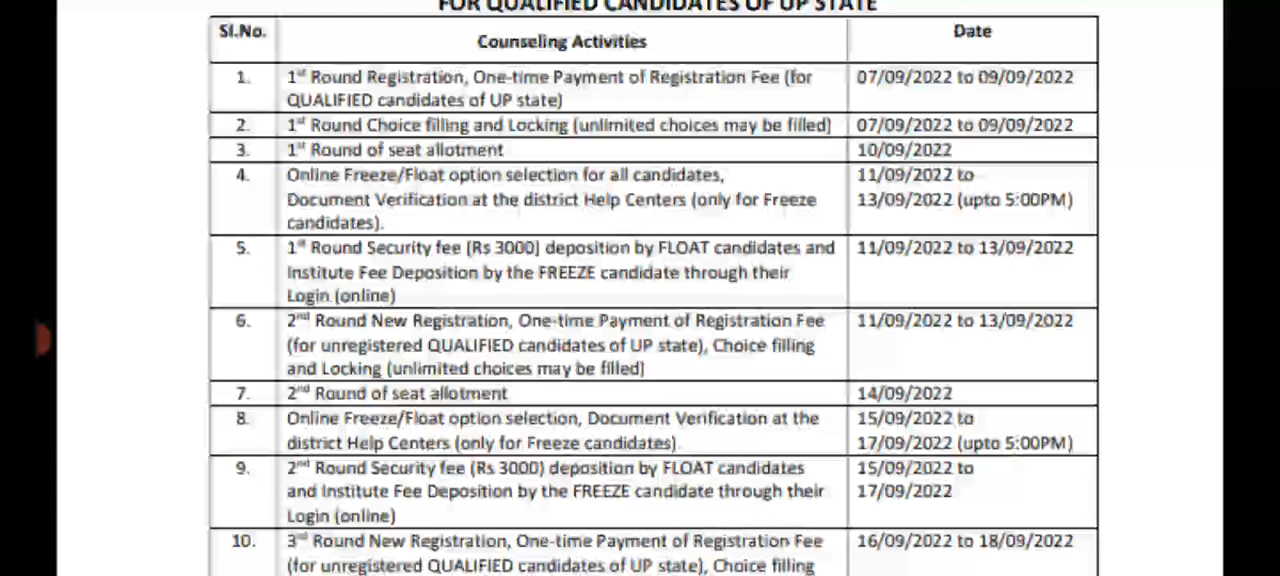 FOR QUALIFIED CANDIDATES OF UP STATE
Sl.No.
Counseling Activities
Date
1.
1st Round Registration, One-time Payment of Registration Fee (for
QUALIFIED candidates of UP state)
07/09/2022 to 09/09/2022
2.
1st Round Choice filling and Locking (unlimited choices may be filled)
07/09/2022 to 09/09/2022
3.
1st Round of seat allotment
10/09/2022
4.
Online Freeze/Float option selection for all candidates,
Document Verification at the district Help Centers (only for Freeze
candidates).
11/09/2022 to
13/09/2022 (upto 5:00PM)
5.
1st Round Security fee (Rs 3000) deposition by FLOAT candidates and
Institute Fee Deposition by the FREEZE candidate through their
Login (online)
11/09/2022 to 13/09/2022
6.
2nd Round New Registration, One-time Payment of Registration Fee
(for unregistered QUALIFIED candidates of UP state), Choice filling
and Locking (unlimited choices may be filled)
11/09/2022 to 13/09/2022
7.
2nd Round of seat allotment
14/09/2022
8.
Online Freeze/Float option selection, Document Verification at the
district Help Centers (only for Freeze candidates).
15/09/2022 to
17/09/2022 (upto 5:00PM)
9.
2nd Round Security fee (Rs 3000) deposition by FLOAT candidates
and Institute Fee Deposition by the FREEZE candidate through their
Login (online)
15/09/2022 to
17/09/2022
10.
3rd Round New Registration, One-time Payment of Registration Fee
(for unregistered QUALIFIED candidates of UP state), Choice filling
16/09/2022 to 18/09/2022